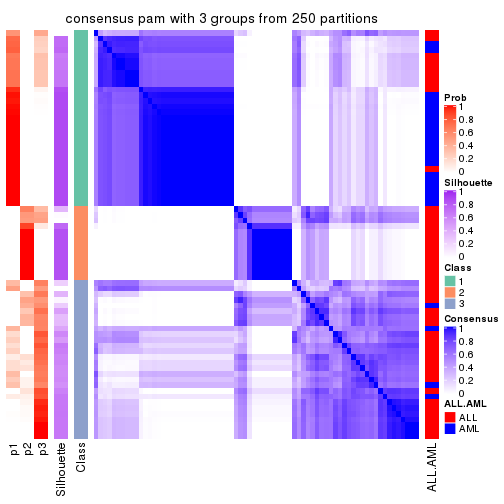 consensus pam with 3 groups from 250 partitions
Prob
1
0.8
0.6
0.4
0.2
0
Silhouette
1
0.8
0.6
0.4
0.2
0
Class
1
2
3
Consensus
1
0.8
0.6
0.4
0.2
0
ALL.AML
ALL
AML
p1
p2
p3
Silhouette
Class
ALL.AML